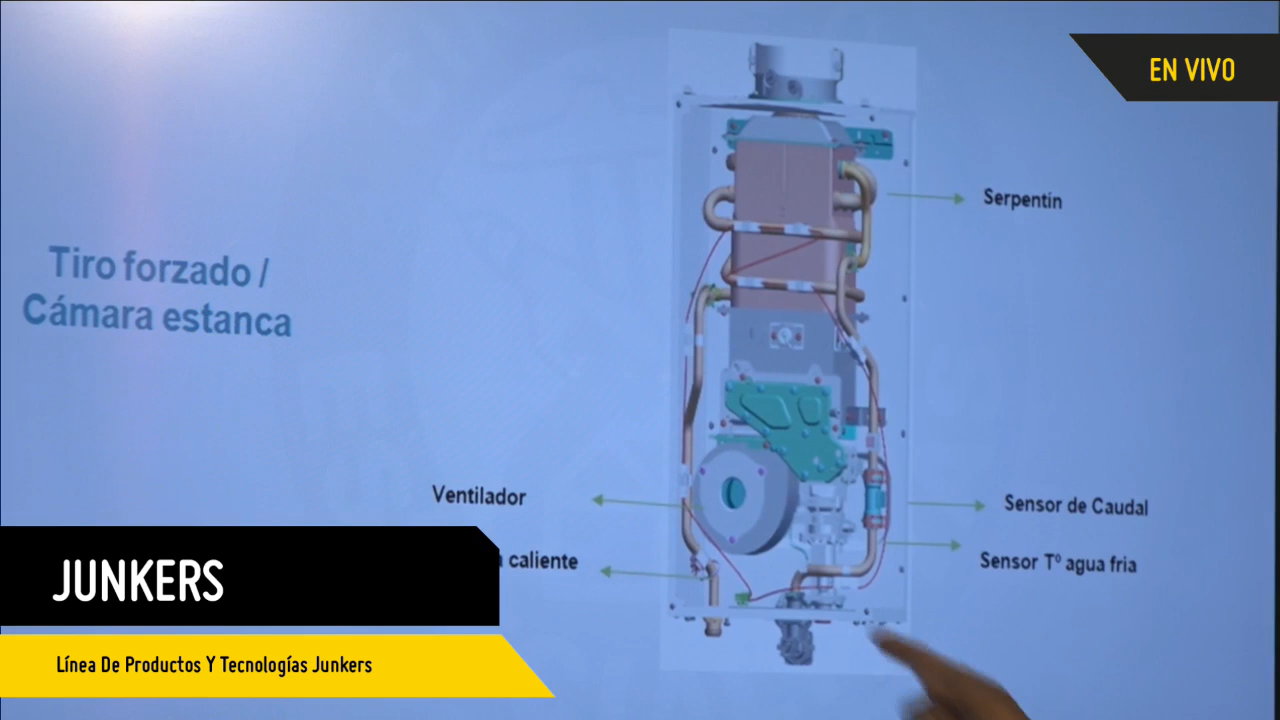 EN VIVO
Serpentín
Tiro forzado /
Cámara estanca
Ventilador
Sensor de Caudal
caliente
Sensor Tº agua fria
JUNKERS
Línea De Productos Y Tecnologías Junkers